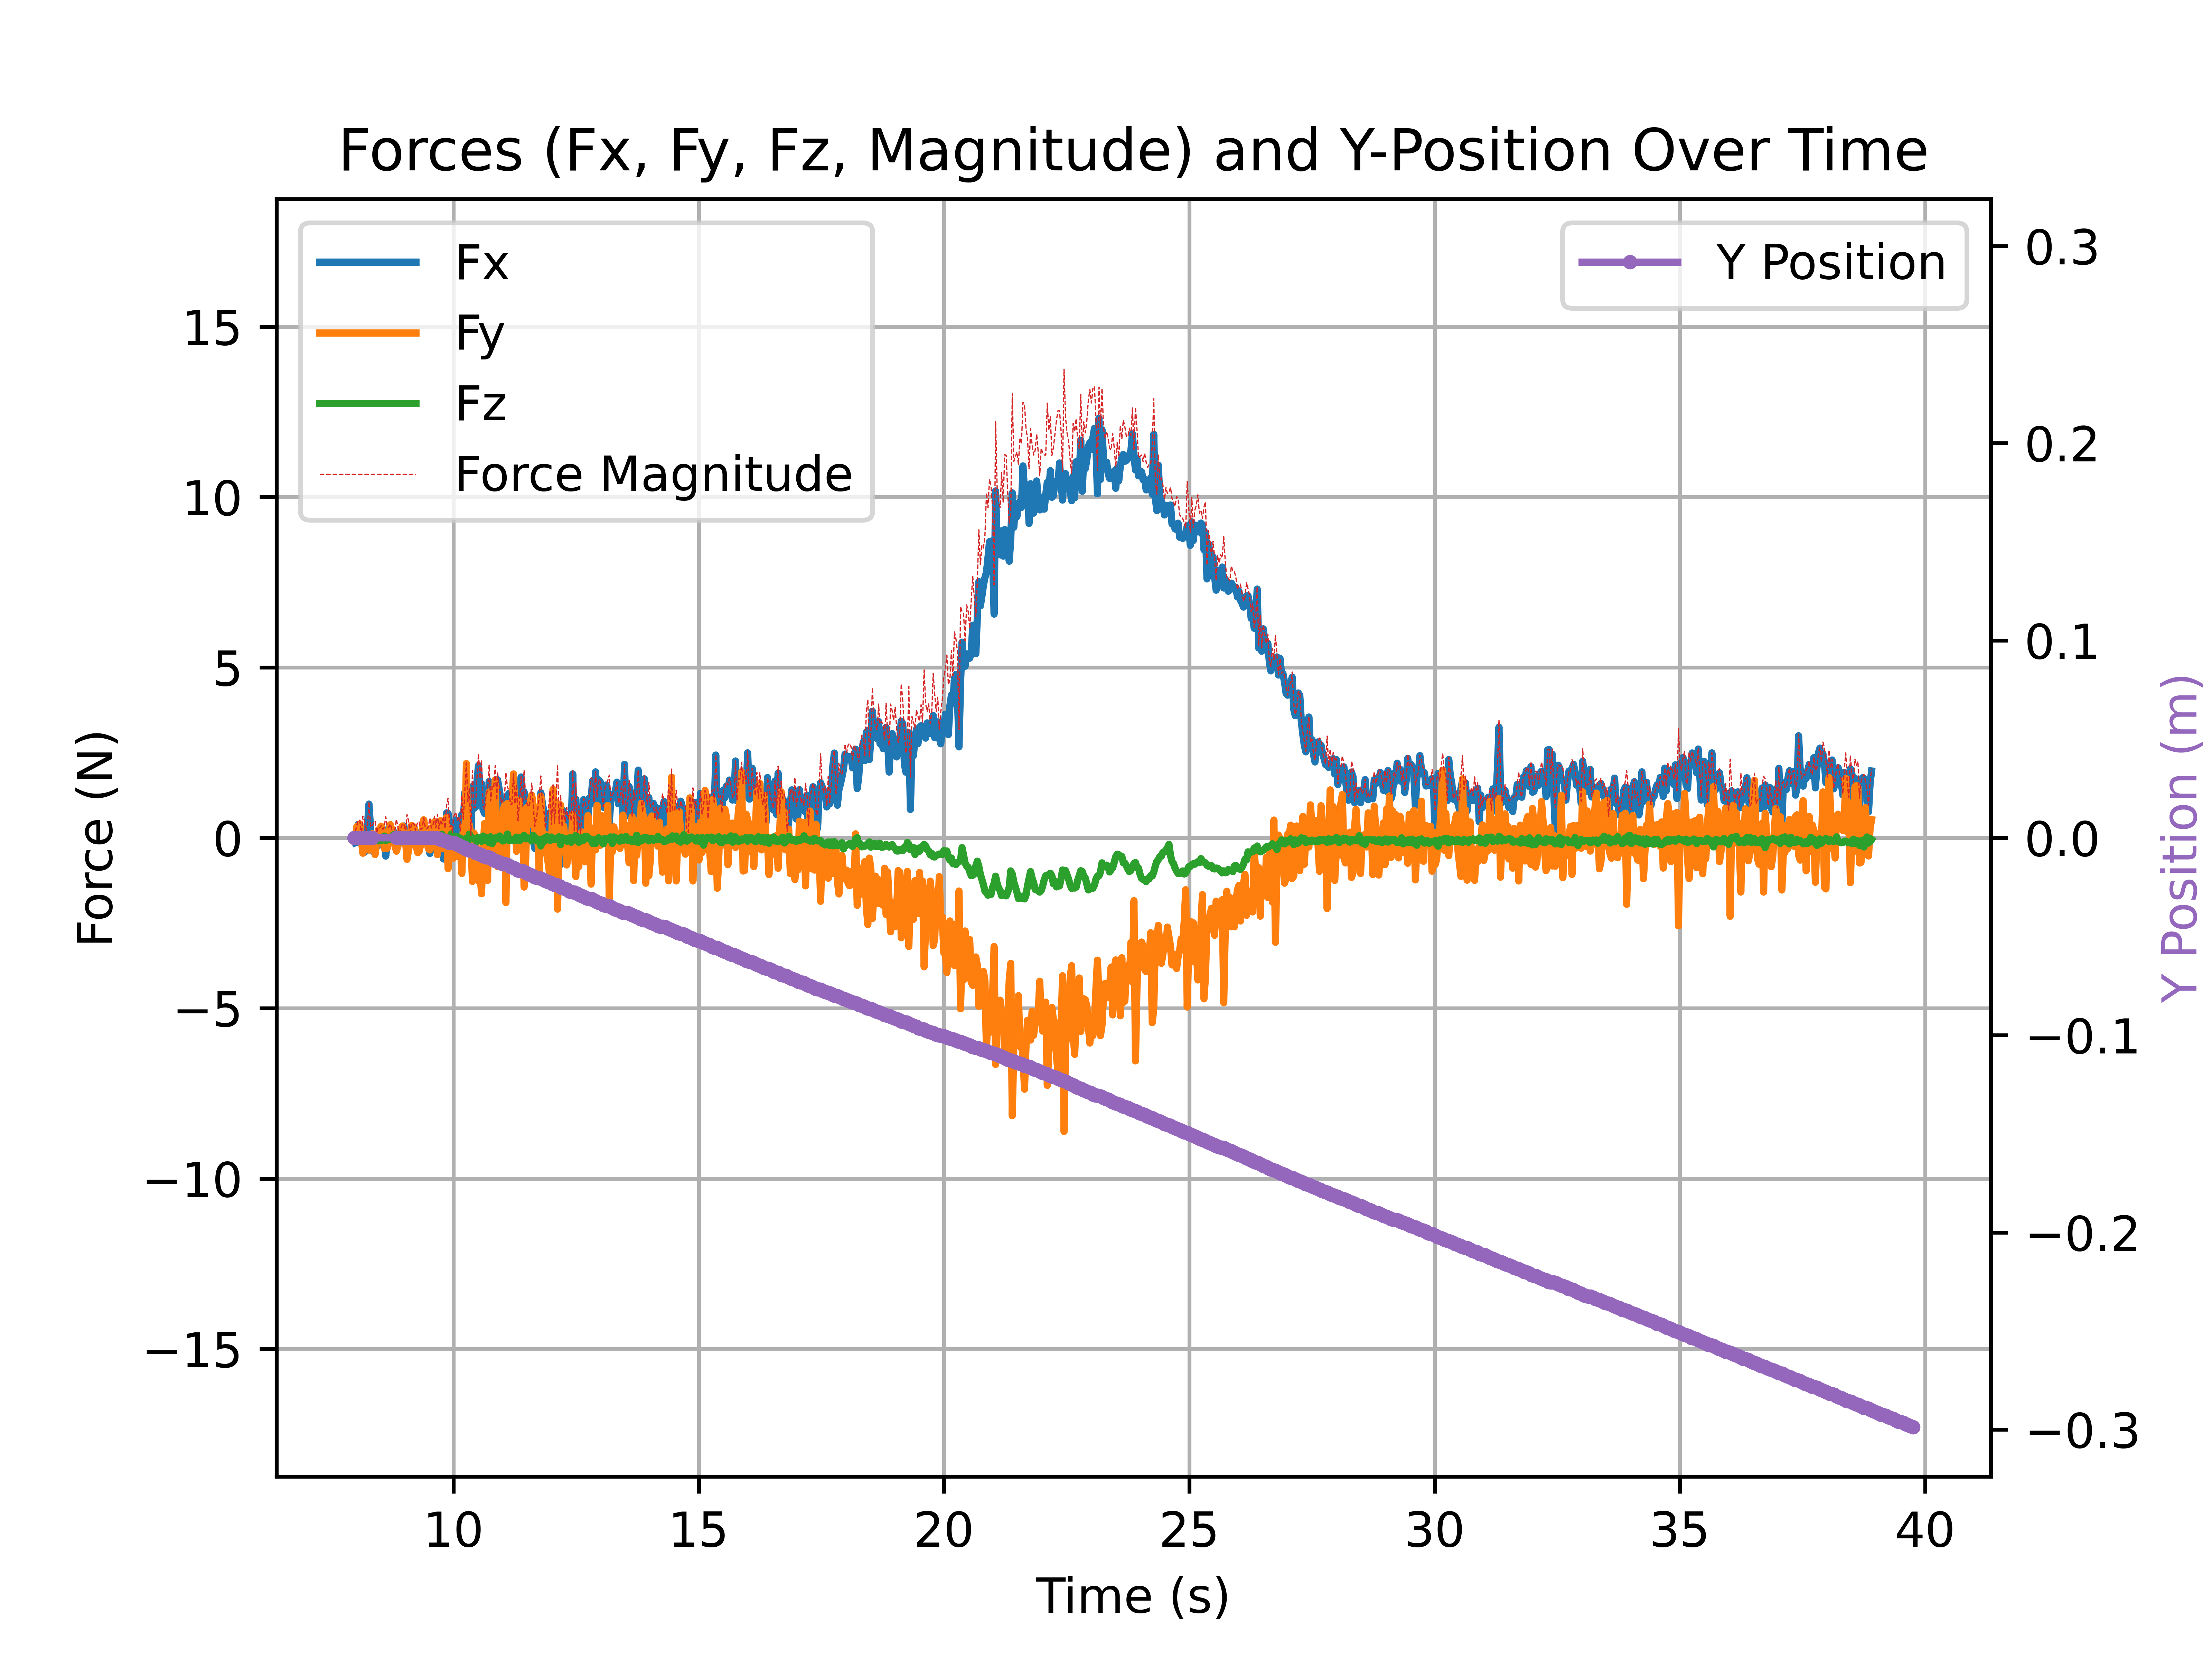 Forces (Fx, Fy, Fz, Magnitude) and Y-Position Over Time
Fx
Fy
Fz
Force Magnitude
Y Position
15
10
5
0
−5
−10
−15
Force (N)
0.3
0.2
0.1
0.0
−0.1
−0.2
−0.3
Y Position (m)
10 15 20 25 30 35 40
Time (s)